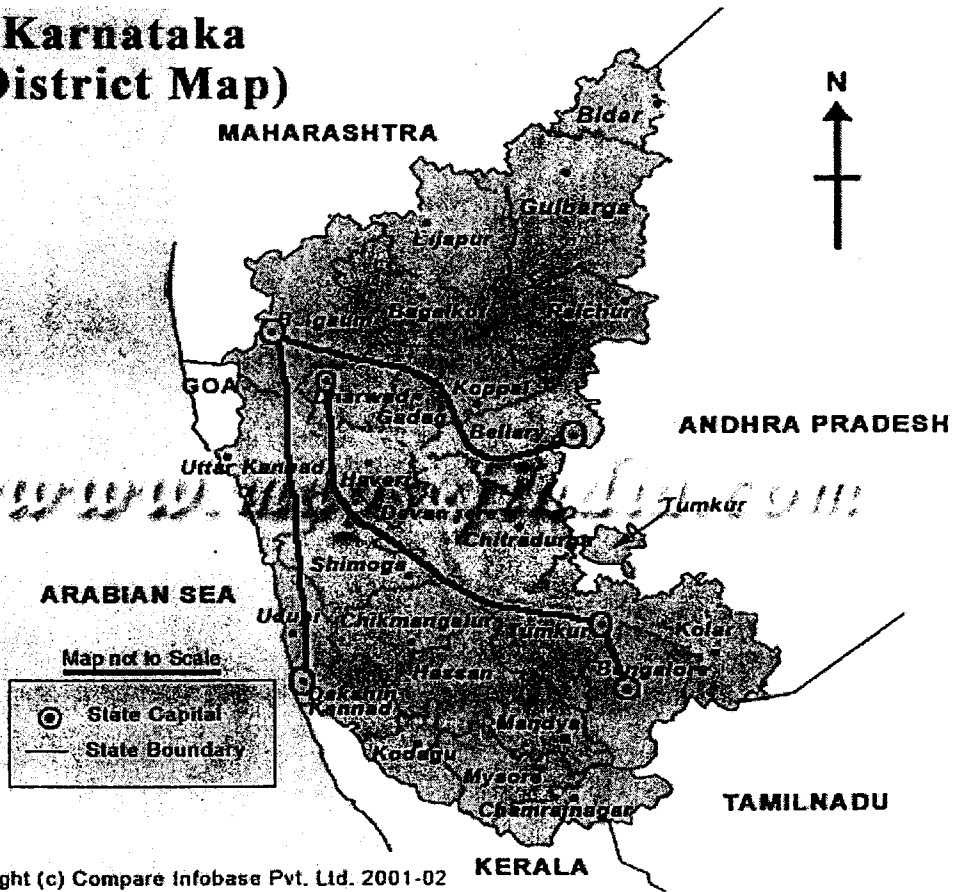 Karnataka
District Map)
N
MAHARASHTRA
Bidar
Gulbarga
Bijapur
Bagalkot
Raichur
Belgaum
GOA
Dharwad
Gadag
Koppal
Bellary
ANDHRA PRADESH
Uttar Kannad
Haveri
Tumkur
Chitradurga
Shimoga
ARABIAN SEA
Udupi
Chikmangalur
Tumkur
Kolar
Map not to Scale
Hassan
Bangalore
Dakshin
Kannad
State Capital
State Boundary
Mandya
Kodagu
Mysore
Chamrajnagar
TAMILNADU
KERALA
ght (c) Compare Infobase Pvt. Ltd. 2001-02